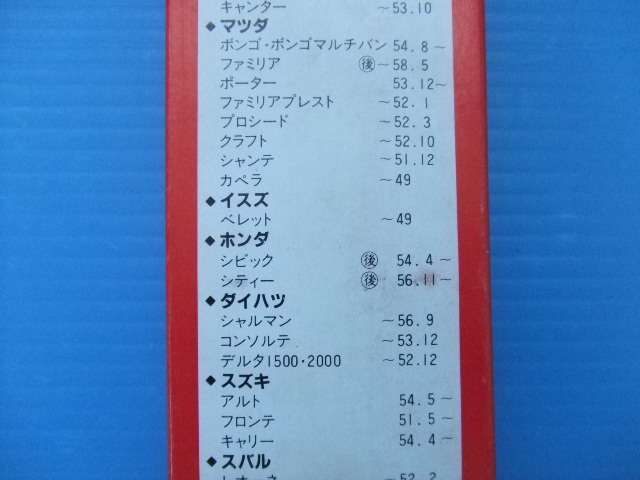 キャンター ～53.10
◆マツダ
ボンゴ・ボンゴマルチバン 54.8～
ファミリア ㊝～58.5
ポーター 53.12～
ファミリアプレスト ～52.1
プロシード ～52.3
クラフト ～52.10
シャンテ ～51.12
カペラ ～49
◆イスズ
ベレット ～49
◆ホンダ
シビック 後 54.4～
シティー 後 56.11～
◆ダイハツ
シャルマン ～56.9
コンソルテ ～53.12
デルタ1500・2000 ～52.12
◆スズキ
アルト 54.5～
フロンテ 51.5～
キャリー 54.4～
◆スバル
レオーネ ～52.2